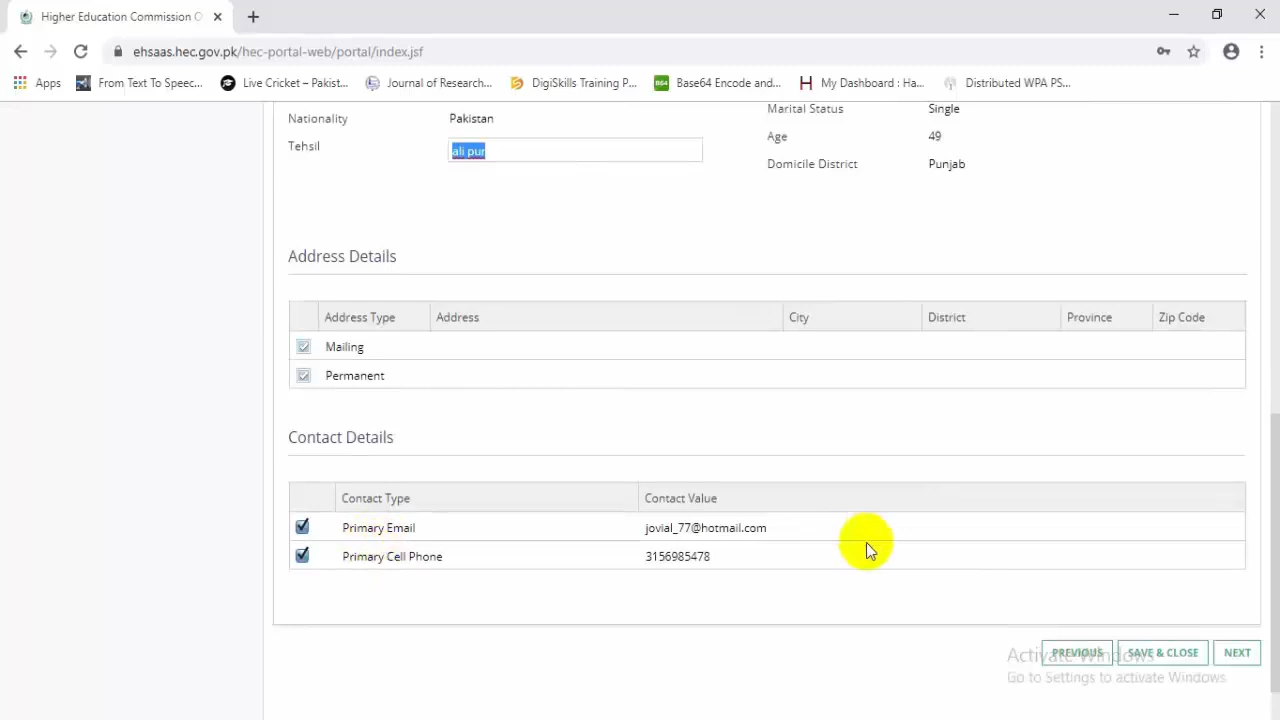 Higher Education Commission O
ehsaas.hec.gov.pk/hec-portal-web/portal/index.jsf
Apps From Text To Speec... Live Cricket – Pakist... Journal of Research... DigiSkills Training P... B64 Base64 Encode and... H My Dashboard : Ha... Distributed WPA PS...
Nationality Pakistan Marital Status Single
Tehsil ali pur Age 49
Domicile District Punjab
Address Details
Address Type Address City District Province Zip Code
Mailing
Permanent
Contact Details
Contact Type Contact Value
Primary Email jovial_77@hotmail.com
Primary Cell Phone 3156985478
PREVIOUS SAVE & CLOSE NEXT
Activate Windows
Go to Settings to activate Windows.